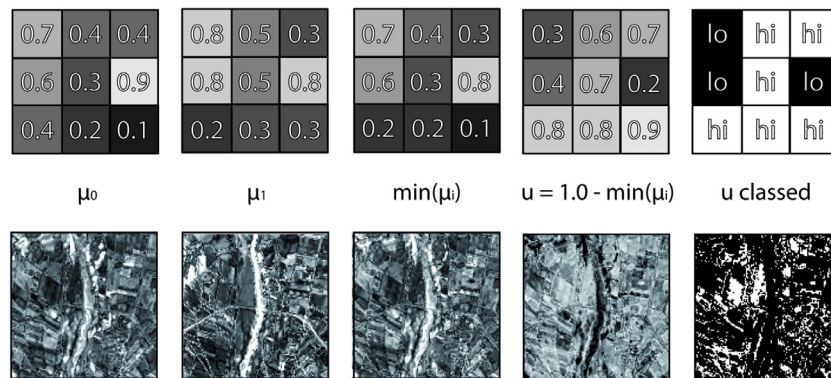 0.7 0.4 0.4 0.8 0.5 0.3 0.7 0.4 0.3 0.3 0.6 0.7 lo hi hi
0.6 0.3 0.9 0.8 0.5 0.8 0.6 0.3 0.8 0.4 0.7 0.2 lo hi lo
0.4 0.2 0.1 0.2 0.3 0.3 0.2 0.2 0.1 0.8 0.8 0.9 hi hi hi
μ₀ μ₁ min(μᵢ) u = 1.0 - min(μᵢ) u classed